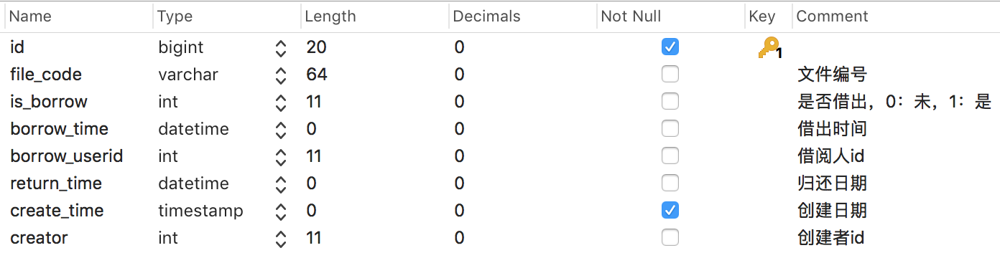 Name Type Length Decimals Not Null Key Comment
id bigint 20 0 1
file_code varchar 64 0 文件编号
is_borrow int 11 0 是否借出，0：未，1：是
borrow_time datetime 0 0 借出时间
borrow_userid int 11 0 借阅人id
return_time datetime 0 0 归还日期
create_time timestamp 0 0 创建日期
creator int 11 0 创建者id